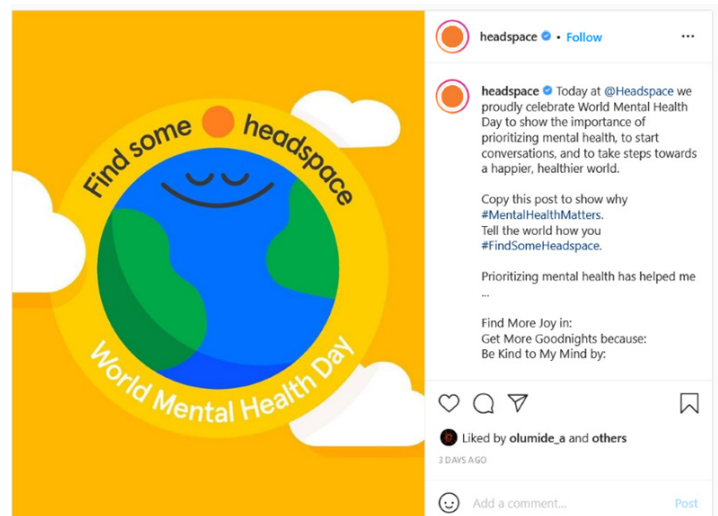 Find some headspace
World Mental Health Day
headspace • Follow
headspace Today at @Headspace we
proudly celebrate World Mental Health
Day to show the importance of
prioritizing mental health, to start
conversations, and to take steps towards
a happier, healthier world.
Copy this post to show why
#MentalHealthMatters.
Tell the world how you
#FindSomeHeadspace.
Prioritizing mental health has helped me
...
Find More Joy in:
Get More Goodnights because:
Be Kind to My Mind by:
Liked by olumide_a and others
3 DAYS AGO
Add a comment... Post